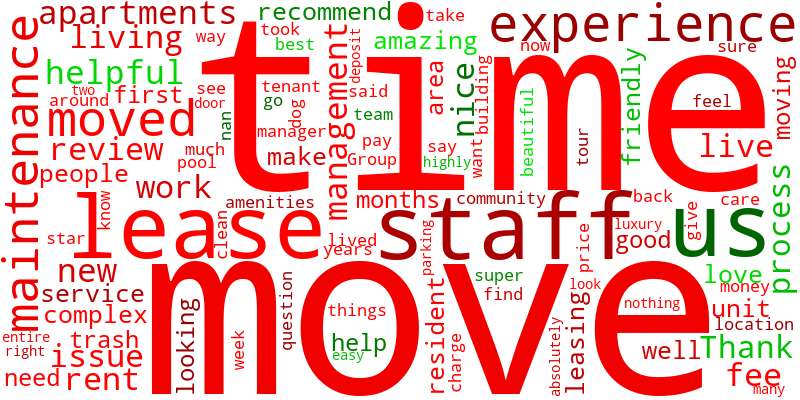 apartments
recommend
take
experience
living
way
took
best
amazing
now
sure
helpful
time
management
deposit
area
nice
building
friendly
moving
maintenance
two
around
first
see
door
go
tenant
dog
said
team
beautiful
feel
moved
nan
manager
pay
say
want
tour
review
much
pool
make
Group
highly
live
people
work
months
community
back
care
process
know
amenities
lease
staff
us
luxury
give
star
clean
lived
years
parking
good
price
new
move
super
find
look
love
money
service
looking
question
things
resident
leasing
nothing
unit
complex
location
entire
right
trash
week
help
easy
charge
absolutely
well
Thank
issue
need
rent
fee
many